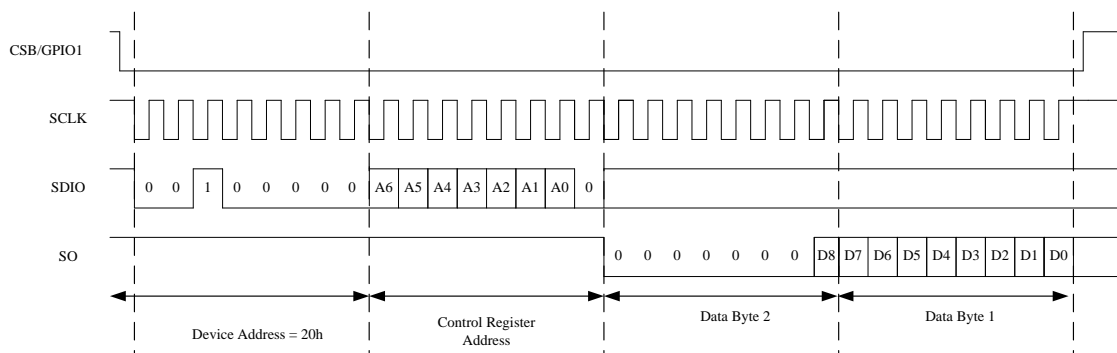 CSB/GPIO1
SCLK
SDIO 0 0 1 0 0 0 0 0 A6 A5 A4 A3 A2 A1 A0 0
SO 0 0 0 0 0 0 0 D8 D7 D6 D5 D4 D3 D2 D1 D0
Device Address = 20h
Control Register
Address
Data Byte 2
Data Byte 1